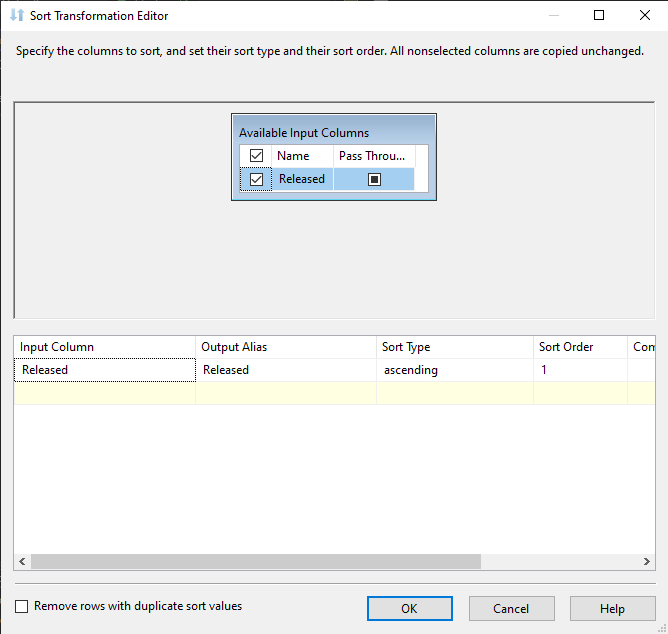 Sort Transformation Editor
Specify the columns to sort, and set their sort type and their sort order. All nonselected columns are copied unchanged.
Available Input Columns
Name Pass Throu...
Released
Input Column Output Alias Sort Type Sort Order Com
Released Released ascending 1
Remove rows with duplicate sort values OK Cancel Help